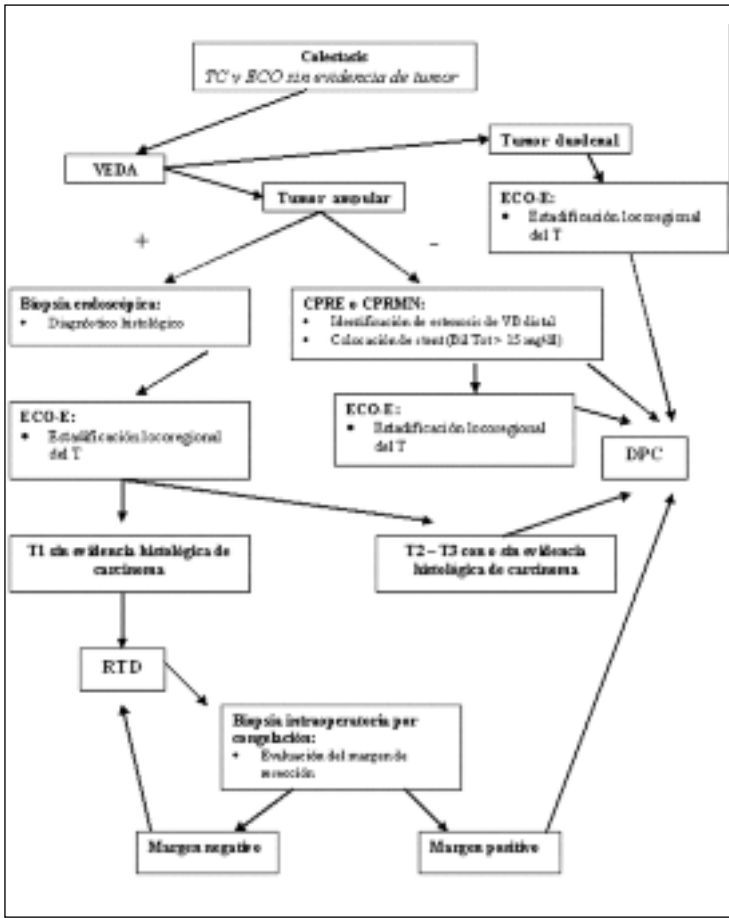 Colestasis
TC y ECO sin evidencia de tumor
Tumor duodenal
VEDA
Tumor ampular
ECO-E:
• Estadificación locoregional
del T
+
–
Biopsia endoscópica:
• Diagnóstico histológico
CPRE o CPRMN:
• Identificación de estenosis de VB distal
• Colocación de stent (Bil Tot > 15 mg/dl)
ECO-E:
• Estadificación locoregional
del T
ECO-E:
• Estadificación locoregional
del T
DPC
T1 sin evidencia histológica de
carcinoma
T2 – T3 con o sin evidencia
histológica de carcinoma
RTD
Biopsia intraoperatoria por
congelación:
• Evaluación del margen de
resección
Margen negativo
Margen positivo